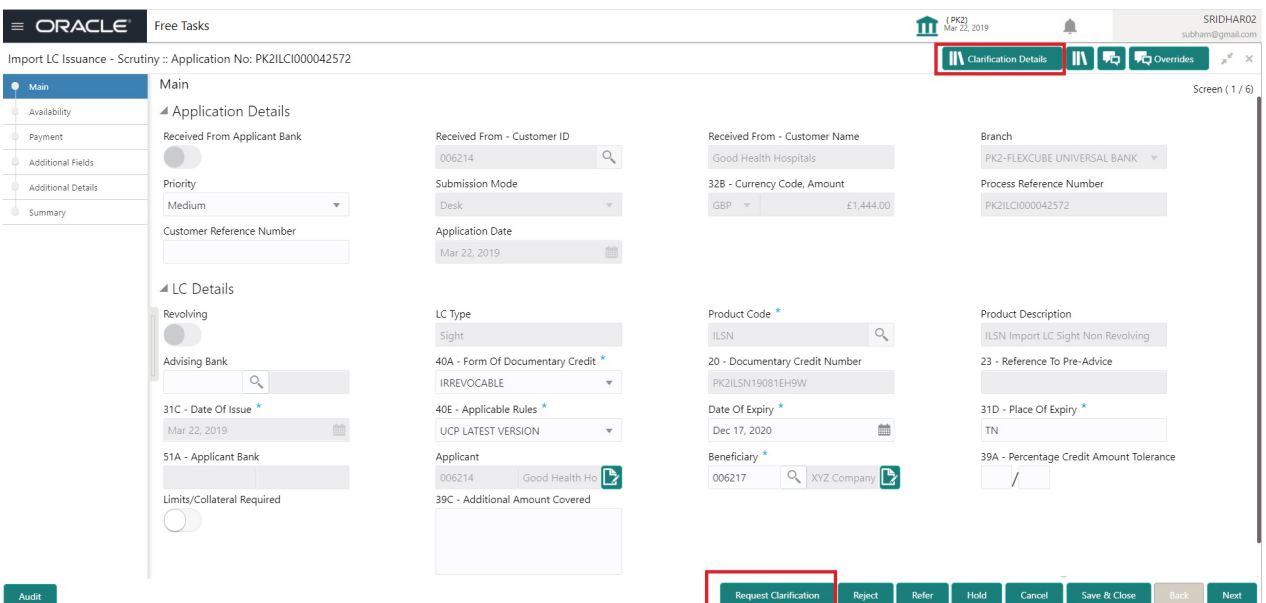 ORACLE Free Tasks
( PK2)
Mar 22, 2019
SRIDHAR02
subham@gmail.com
Import LC Issuance - Scrutiny :: Application No: PK2ILCI000042572
Clarification Details Overrides
Main
Availability
Payment
Additional Fields
Additional Details
Summary
Main
Screen ( 1 / 6)
Application Details
Received From Applicant Bank Received From - Customer ID Received From - Customer Name Branch
006214 Good Health Hospitals PK2-FLEXCUBE UNIVERSAL BANK
Priority Submission Mode 32B - Currency Code, Amount Process Reference Number
Medium Desk GBP £1,444.00 PK2ILCI000042572
Customer Reference Number Application Date
Mar 22, 2019
LC Details
Revolving LC Type Product Code * Product Description
Sight ILSN ILSN Import LC Sight Non Revolving
Advising Bank 40A - Form Of Documentary Credit * 20 - Documentary Credit Number 23 - Reference To Pre-Advice
IRREVOCABLE PK2ILSN19081EH9W
31C - Date Of Issue * 40E - Applicable Rules * Date Of Expiry * 31D - Place Of Expiry *
Mar 22, 2019 UCP LATEST VERSION Dec 17, 2020 TN
51A - Applicant Bank Applicant Beneficiary * 39A - Percentage Credit Amount Tolerance
006214 Good Health Ho 006217 XYZ Company /
Limits/Collateral Required 39C - Additional Amount Covered
Audit Request Clarification Reject Refer Hold Cancel Save & Close Back Next